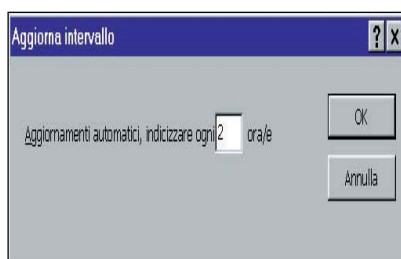 Aggiorna intervallo
Aggiornamenti automatici, indicizzare ogni 2 ora/e
OK
Annulla